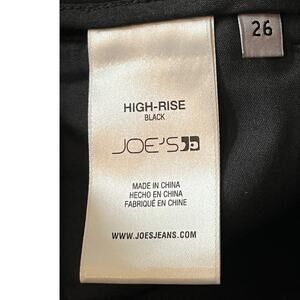 26
HIGH-RISE
BLACK
JOE'S
MADE IN CHINA
HECHO EN CHINA
FABRIQUÉ EN CHINE
WWW.JOESJEANS.COM